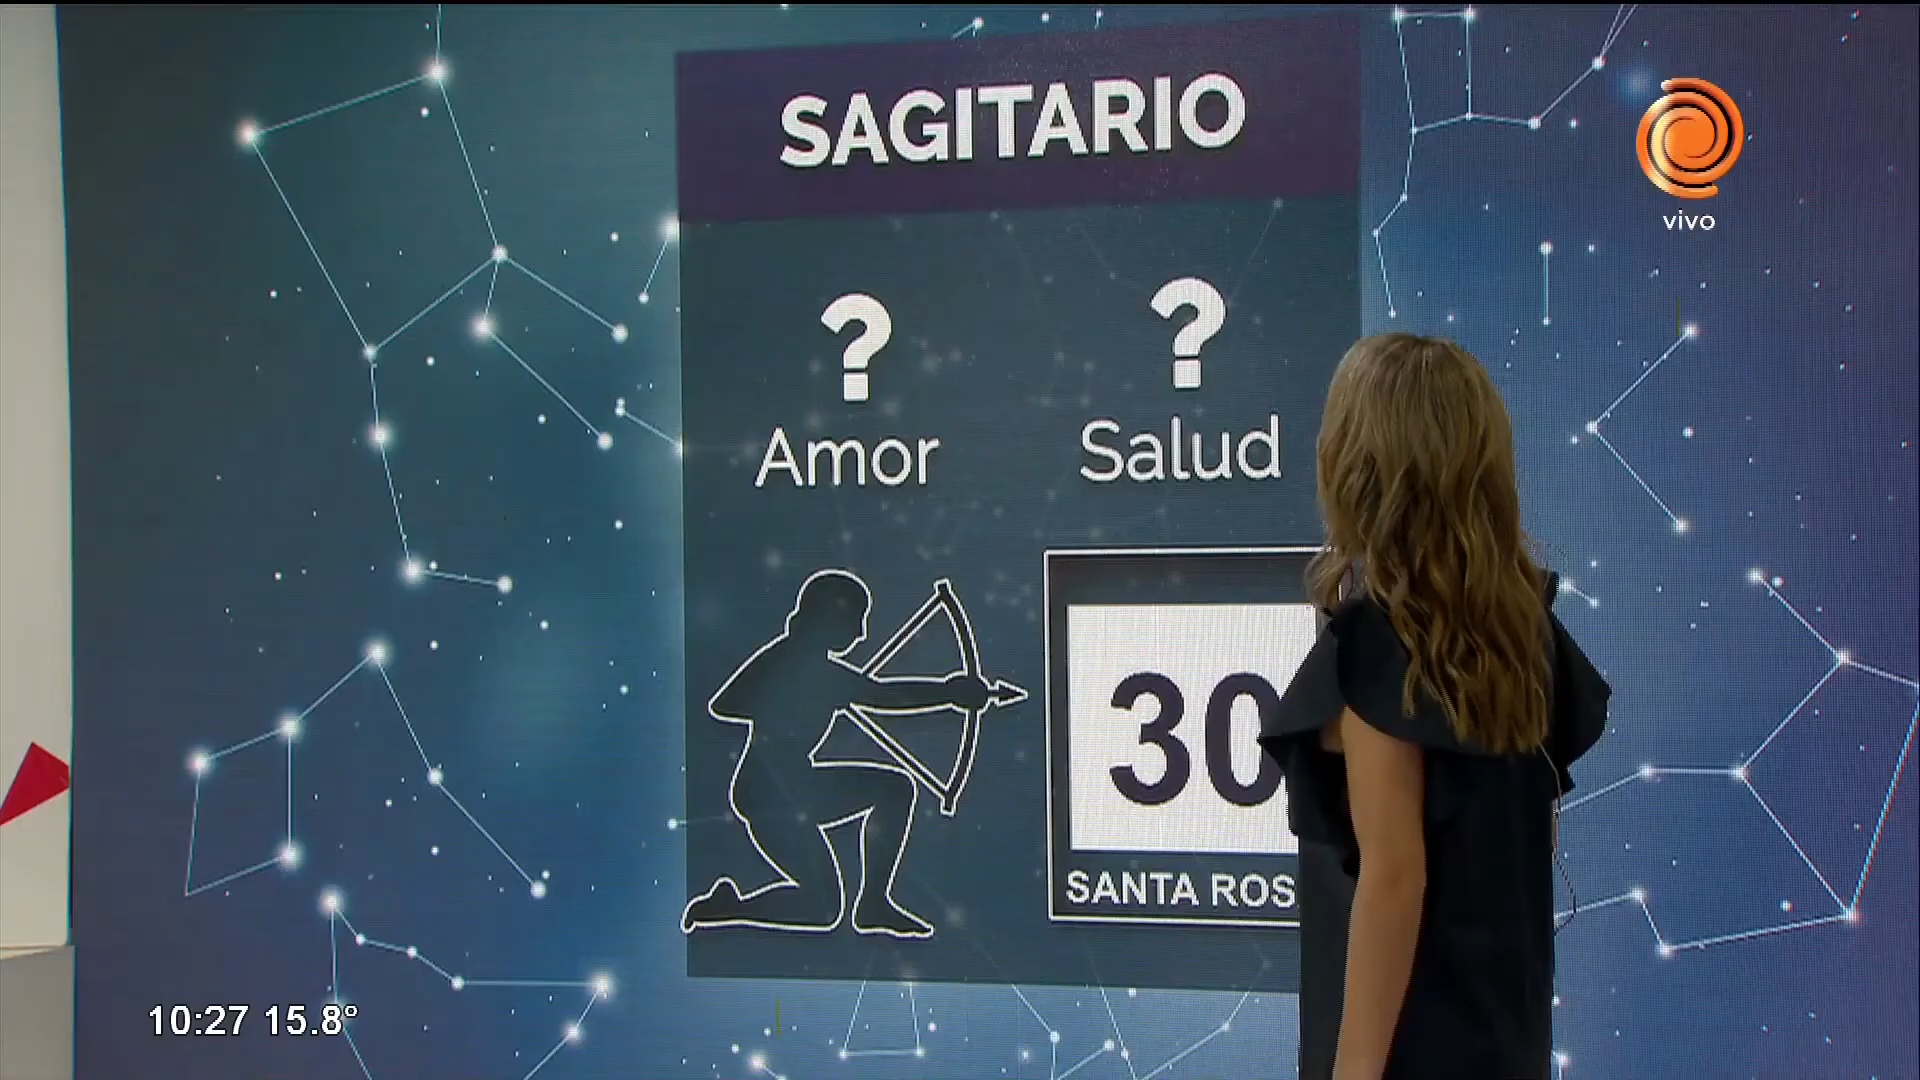 SAGITARIO
vivo
? ?
Amor Salud
30
SANTA ROS
10:27 15.8°